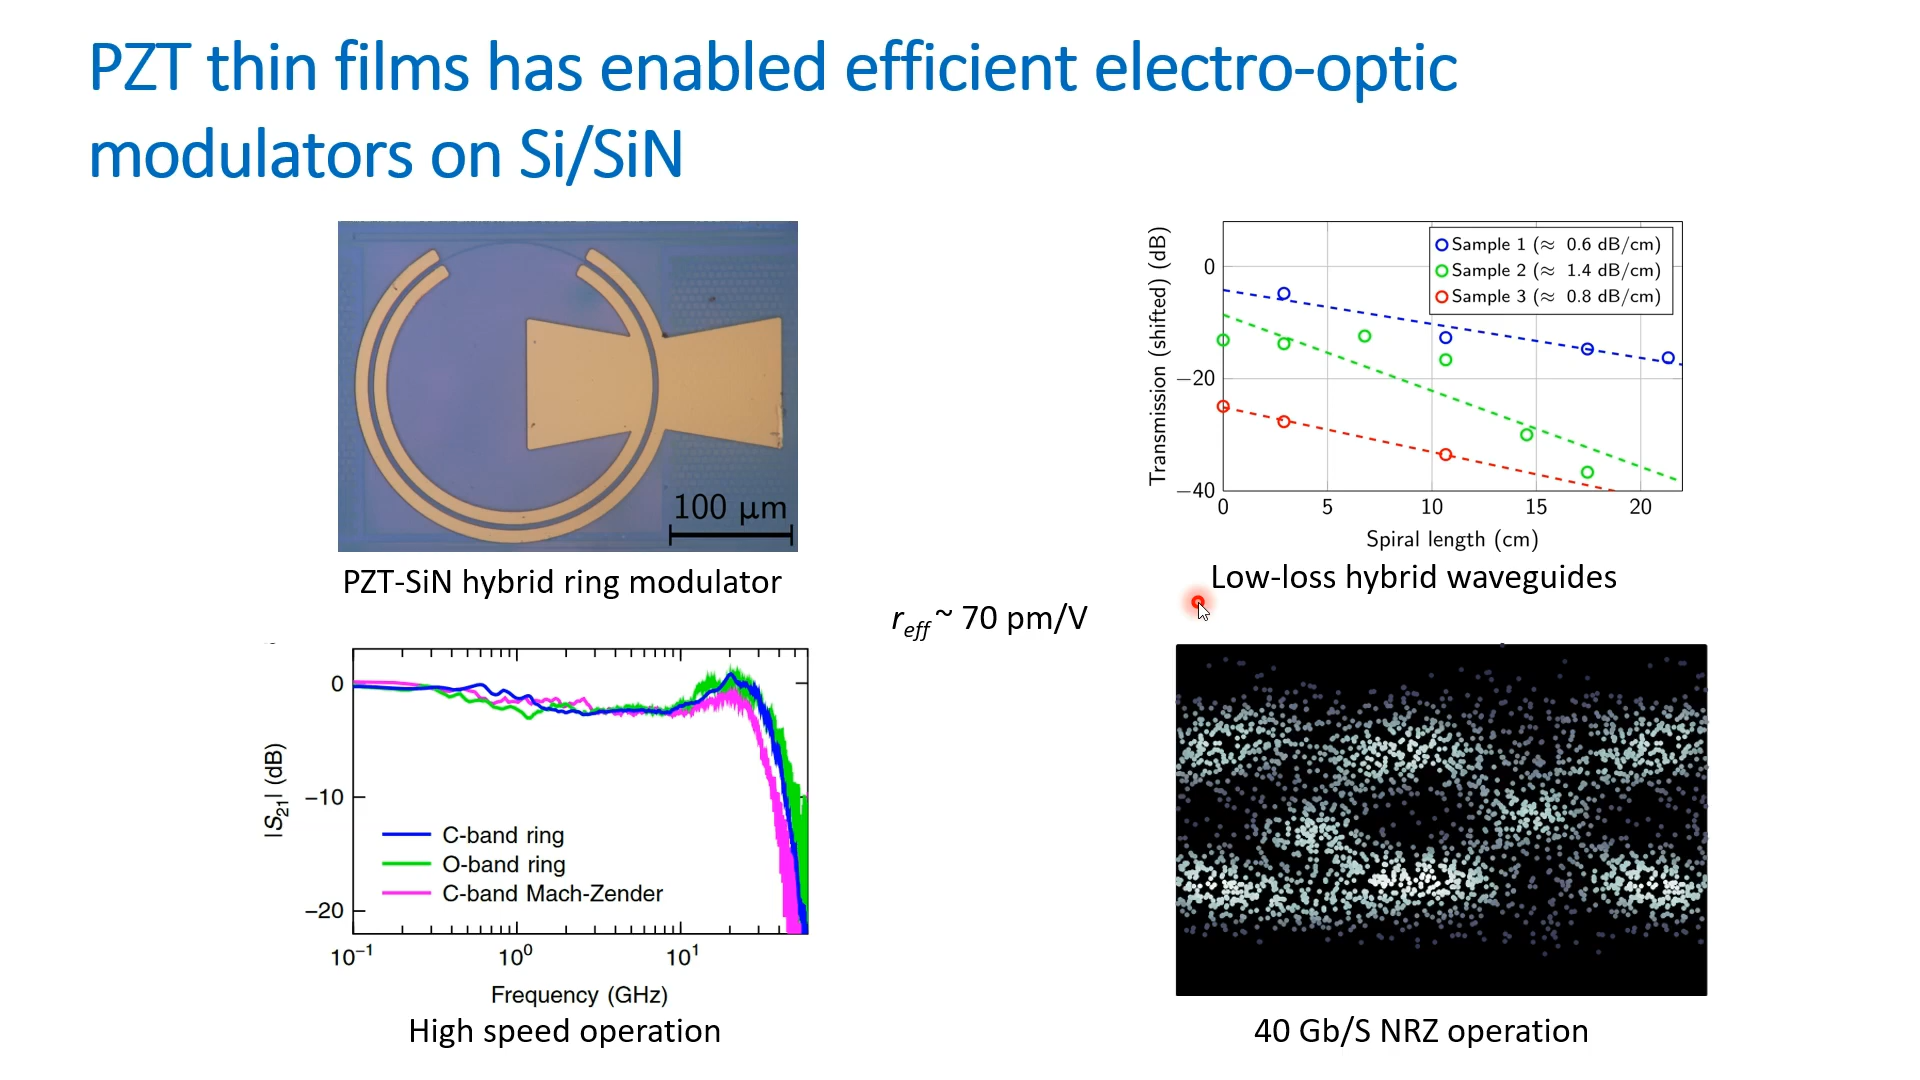 PZT thin films has enabled efficient electro-optic
modulators on Si/SiN
100 μm
PZT-SiN hybrid ring modulator
Transmission (shifted) (dB)
0
−20
−40
Sample 1 (≈ 0.6 dB/cm)
Sample 2 (≈ 1.4 dB/cm)
Sample 3 (≈ 0.8 dB/cm)
0 5 10 15 20
Spiral length (cm)
Low-loss hybrid waveguides
r_eff ~ 70 pm/V
|S₂₁| (dB)
0
−10
−20
C-band ring
O-band ring
C-band Mach-Zender
10⁻¹ 10⁰ 10¹
Frequency (GHz)
High speed operation
40 Gb/S NRZ operation